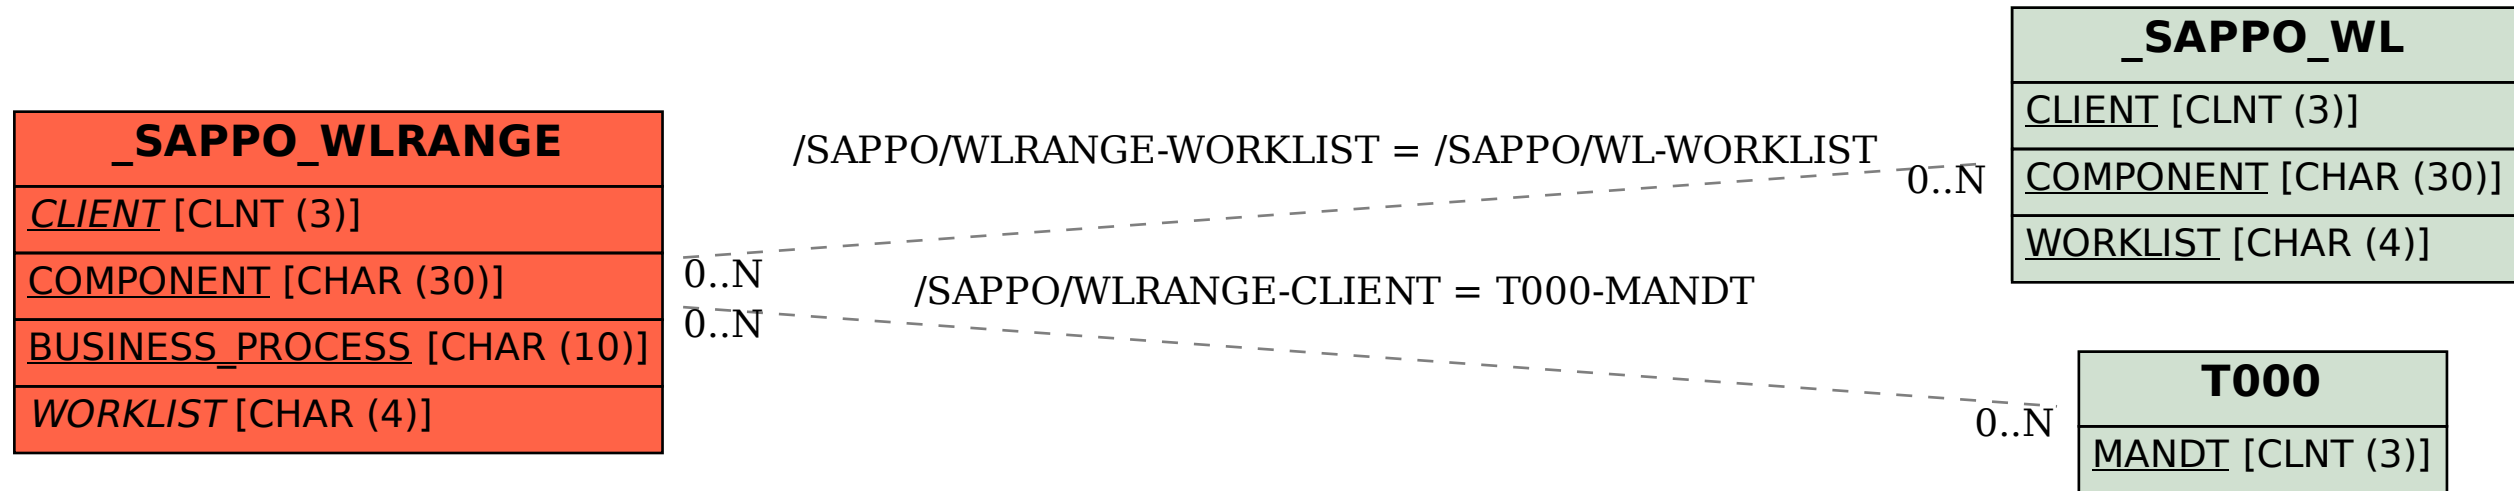 _SAPPO_WLRANGE
CLIENT [CLNT (3)]
COMPONENT [CHAR (30)]
BUSINESS_PROCESS [CHAR (10)]
WORKLIST [CHAR (4)]
/SAPPO/WLRANGE-WORKLIST = /SAPPO/WL-WORKLIST
0..N
0..N
/SAPPO/WLRANGE-CLIENT = T000-MANDT
0..N
0..N
_SAPPO_WL
CLIENT [CLNT (3)]
COMPONENT [CHAR (30)]
WORKLIST [CHAR (4)]
T000
MANDT [CLNT (3)]